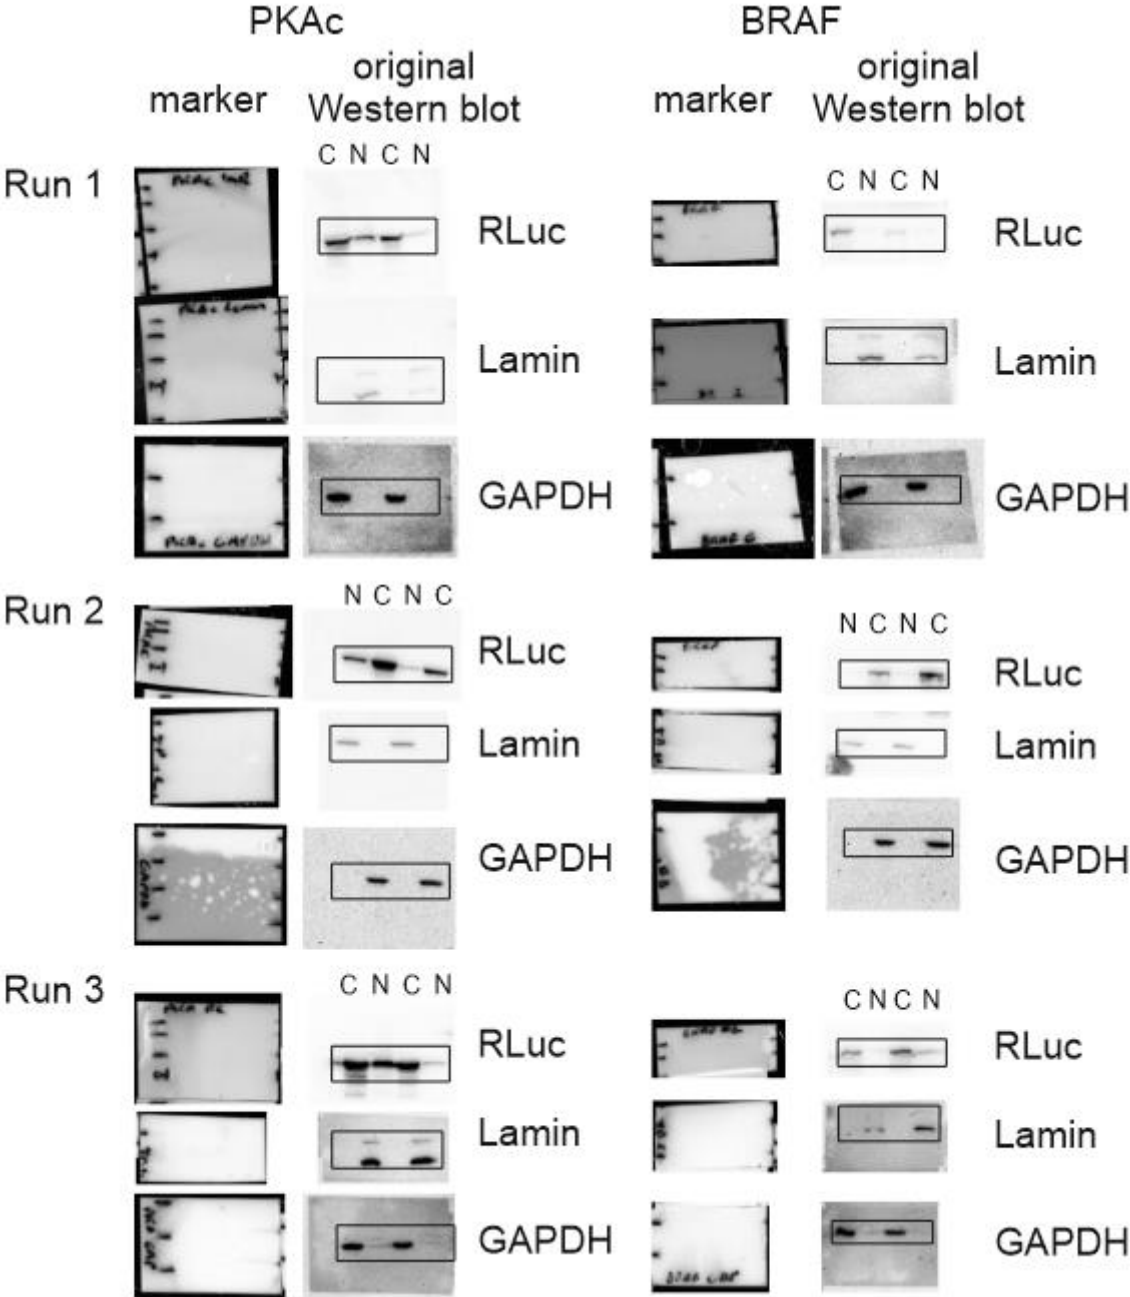 PKAc
BRAF
marker
original
Western blot
marker
original
Western blot
Run 1
C N C N
RLuc
C N C N
RLuc
Lamin
Lamin
GAPDH
GAPDH
Run 2
N C N C
RLuc
N C N C
RLuc
Lamin
Lamin
GAPDH
GAPDH
Run 3
C N C N
RLuc
C N C N
RLuc
Lamin
Lamin
GAPDH
GAPDH